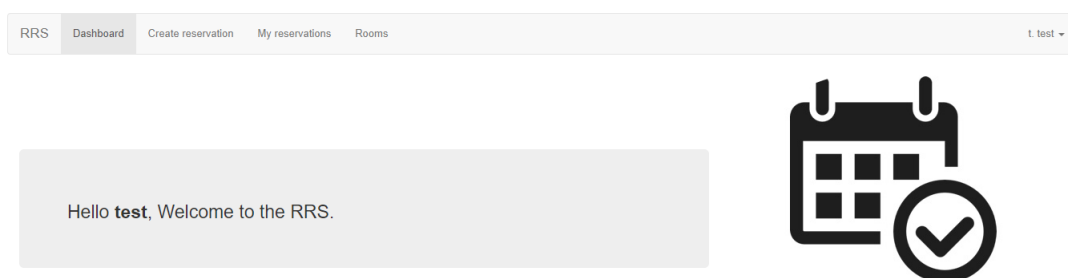 RRS Dashboard Create reservation My reservations Rooms t. test
Hello test, Welcome to the RRS.